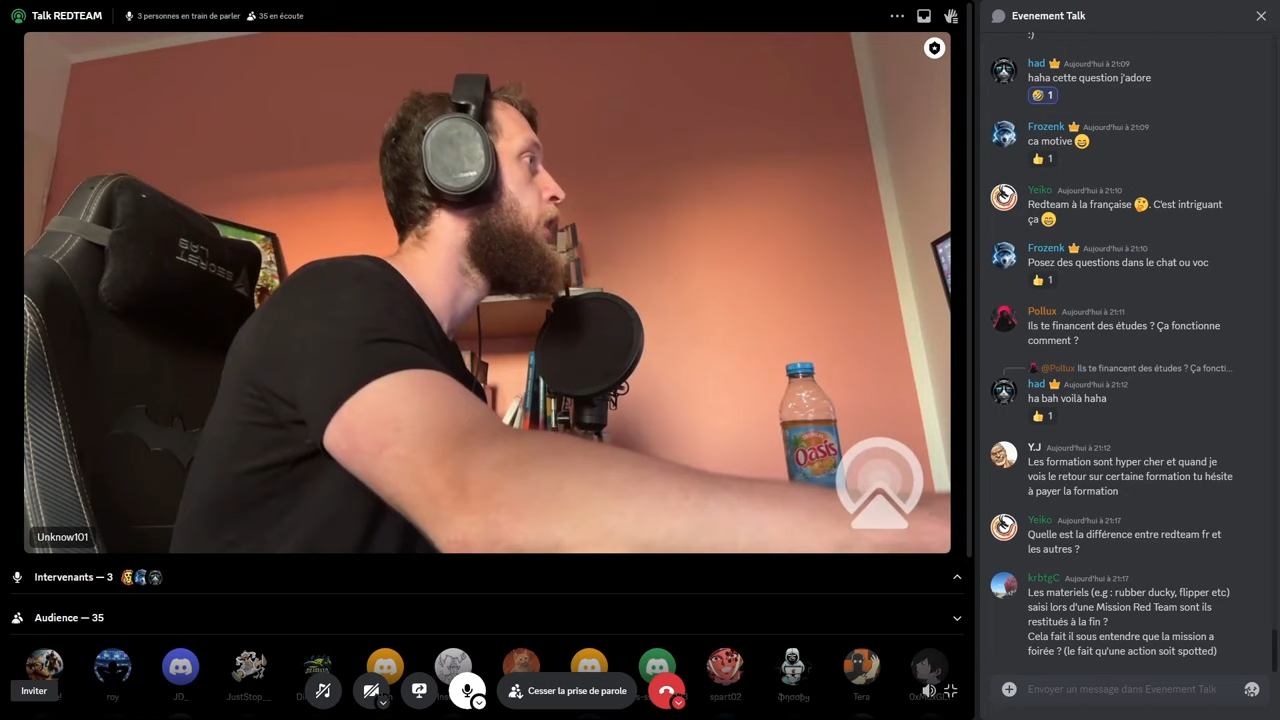 Talk REDTEAM
3 personnes en train de parler
35 en écoute
Evenement Talk
:)
had Aujourd'hui à 21:09
haha cette question j'adore
1
Frozenk Aujourd'hui à 21:09
ca motive
1
Yeiko Aujourd'hui à 21:10
Redteam à la française . C'est intriguant
ça
Frozenk Aujourd'hui à 21:10
Posez des questions dans le chat ou voc
1
Pollux Aujourd'hui à 21:11
Ils te financent des études ? Ça fonctionne
comment ?
@Pollux Ils te financent des études ? Ça foncti...
had Aujourd'hui à 21:12
ha bah voilà haha
1
Y.J Aujourd'hui à 21:12
Les formation sont hyper cher et quand je
vois le retour sur certaine formation tu hésite
à payer la formation
Yeiko Aujourd'hui à 21:17
Quelle est la différence entre redteam fr et
les autres ?
krbtgC Aujourd'hui à 21:17
Les materiels (e.g : rubber ducky, flipper etc)
saisi lors d'une Mission Red Team sont ils
restitués à la fin ?
Cela fait il sous entendre que la mission a
foirée ? (le fait qu'une action soit spotted)
Envoyer un message dans Evenement Talk
SECRET
LAB
Oasis
Unknow101
Intervenants — 3
Audience — 35
roy
JD_
JustStop__
spart02
Tera
Inviter
Cesser la prise de parole